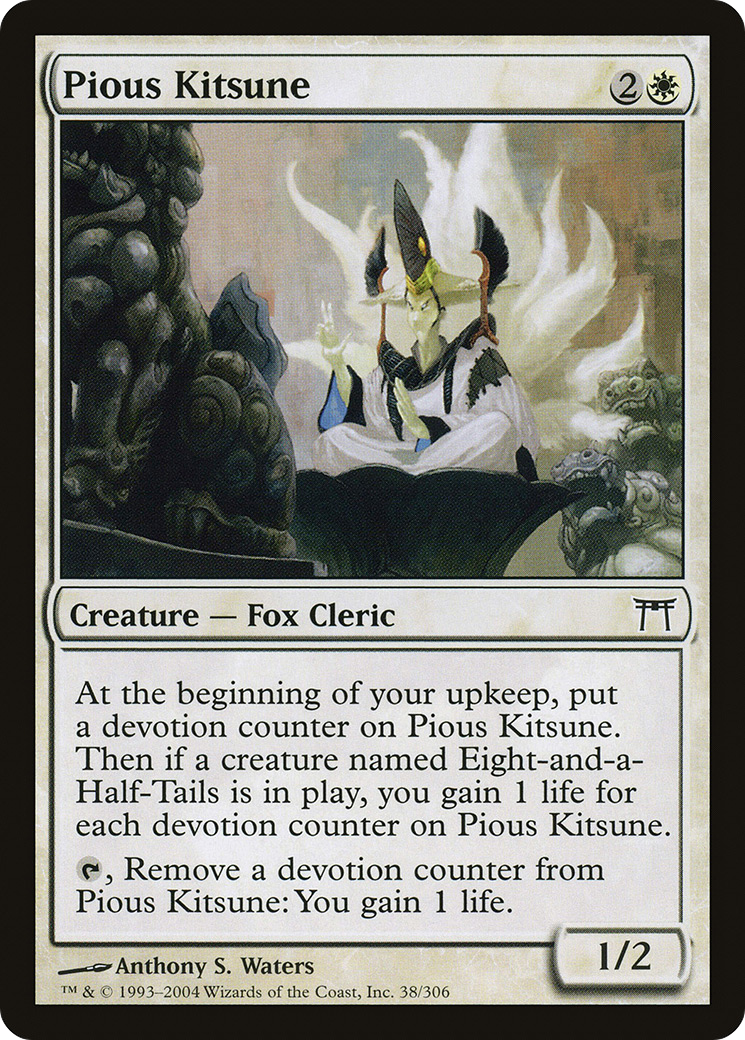 Pious Kitsune 2
Creature — Fox Cleric
At the beginning of your upkeep, put
a devotion counter on Pious Kitsune.
Then if a creature named Eight-and-a-
Half-Tails is in play, you gain 1 life for
each devotion counter on Pious Kitsune.
, Remove a devotion counter from
Pious Kitsune: You gain 1 life.
1/2
Anthony S. Waters
™ & © 1993–2004 Wizards of the Coast, Inc. 38/306